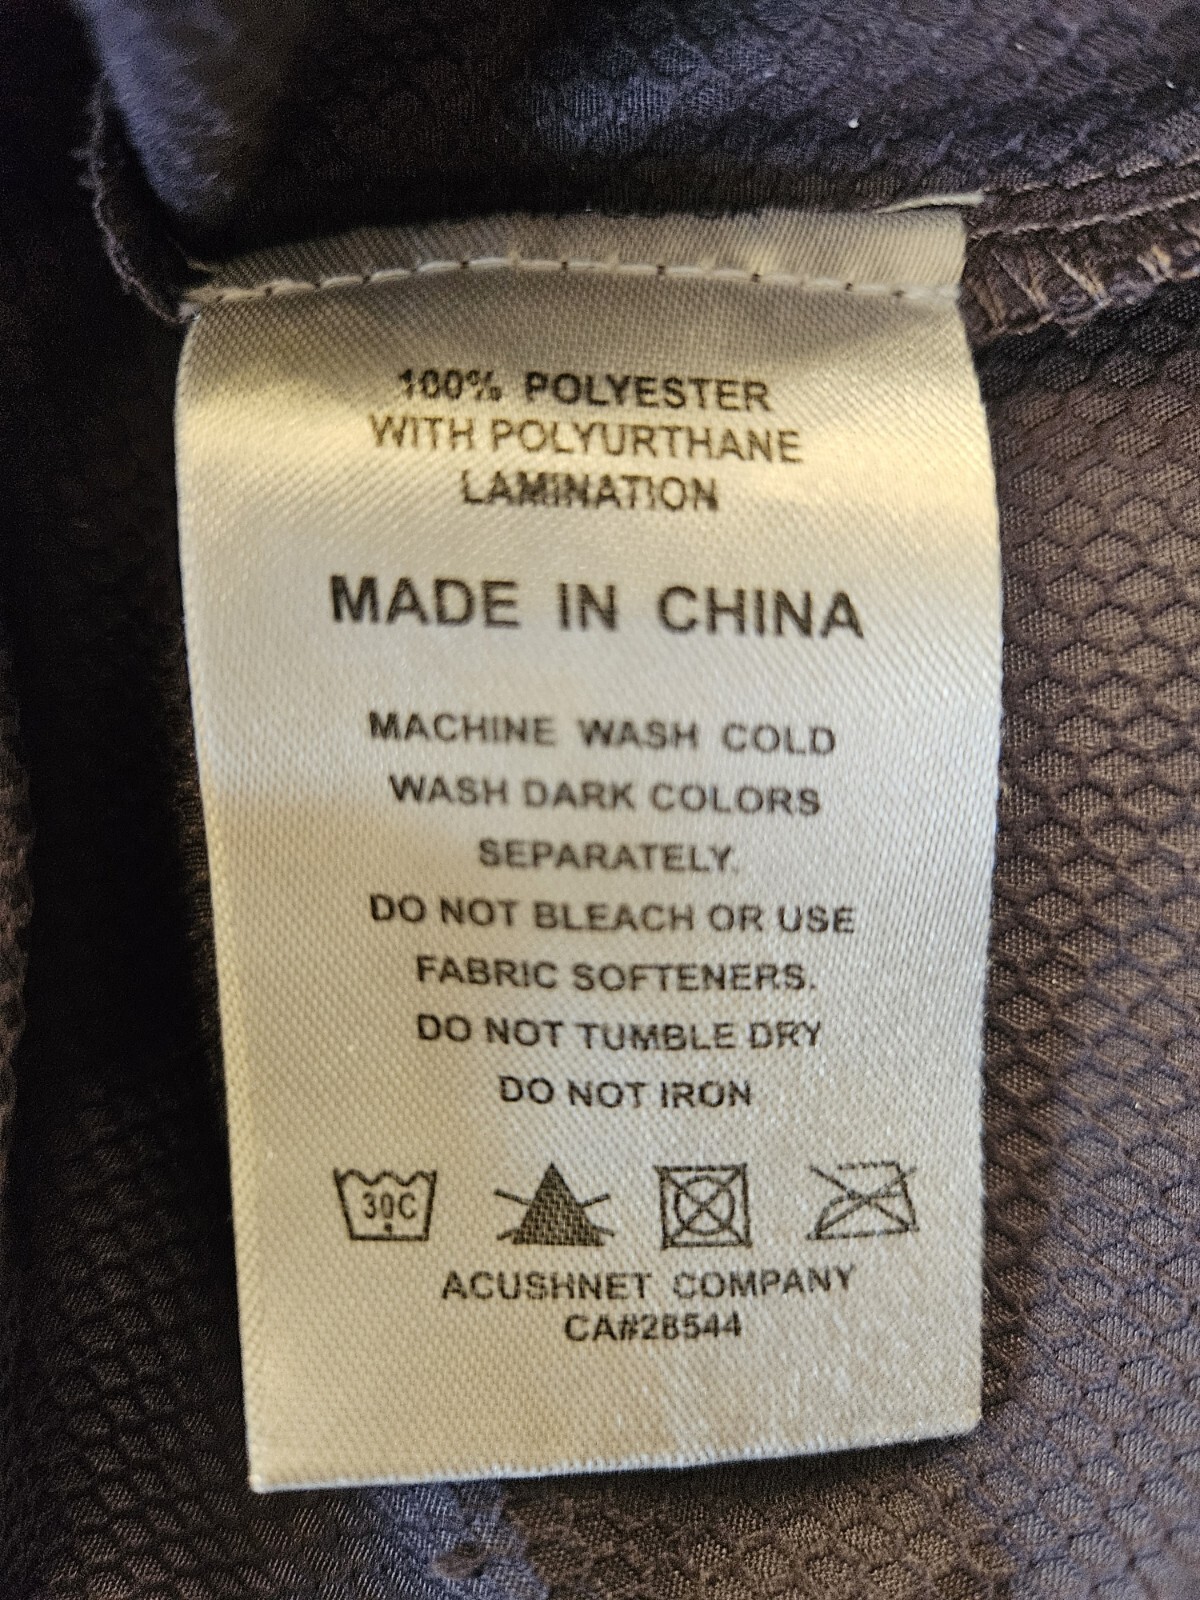 100% POLYESTER
WITH POLYURTHANE
LAMINATION
MADE IN CHINA
MACHINE WASH COLD
WASH DARK COLORS
SEPARATELY.
DO NOT BLEACH OR USE
FABRIC SOFTENERS.
DO NOT TUMBLE DRY
DO NOT IRON
30C
ACUSHNET COMPANY
CA#28544